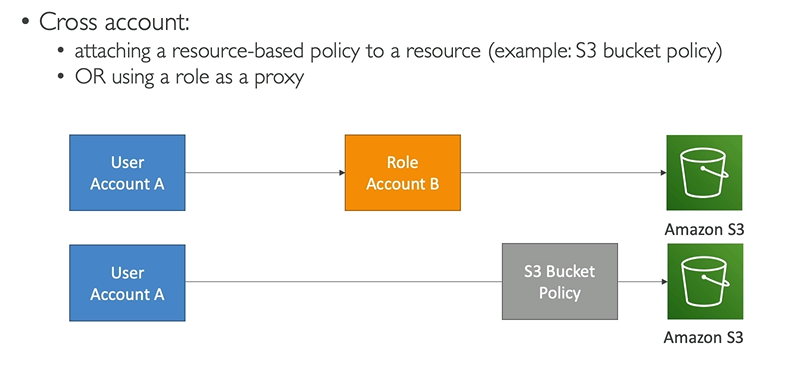 • Cross account:
• attaching a resource-based policy to a resource (example: S3 bucket policy)
• OR using a role as a proxy
User
Account A
Role
Account B
Amazon S3
User
Account A
S3 Bucket
Policy
Amazon S3